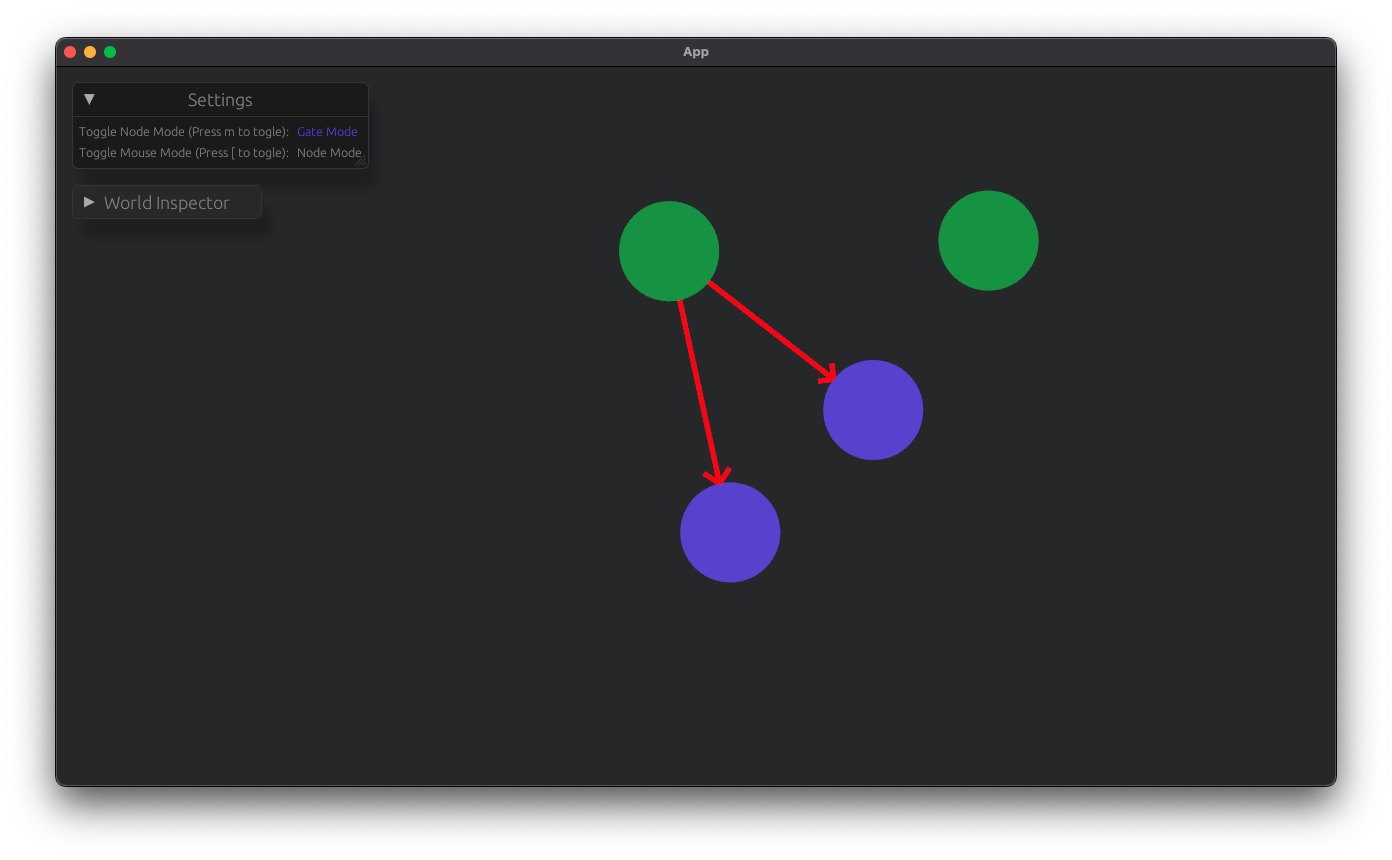 App
Settings
Toggle Node Mode (Press m to togle): Gate Mode
Toggle Mouse Mode (Press [ to togle): Node Mode
World Inspector